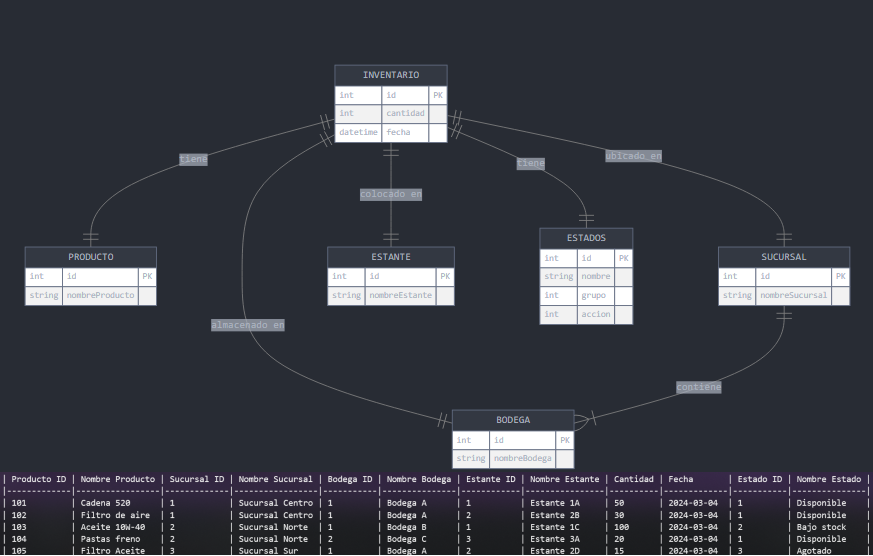 INVENTARIO
int id PK
int cantidad
datetime fecha
tiene
colocado en
tiene
ubicado en
PRODUCTO
int id PK
string nombreProducto
ESTANTE
int id PK
string nombreEstante
ESTADOS
int id PK
string nombre
int grupo
int accion
SUCURSAL
int id PK
string nombreSucursal
almacenado en
contiene
BODEGA
int id PK
string nombreBodega
| Producto ID | Nombre Producto | Sucursal ID | Nombre Sucursal | Bodega ID | Nombre Bodega | Estante ID | Nombre Estante | Cantidad | Fecha | Estado ID | Nombre Estado |
|-------------|-----------------|-------------|-----------------|-----------|---------------|------------|----------------|----------|------------|-----------|---------------|
| 101 | Cadena 520 | 1 | Sucursal Centro | 1 | Bodega A | 1 | Estante 1A | 50 | 2024-03-04 | 1 | Disponible |
| 102 | Filtro de aire | 1 | Sucursal Centro | 1 | Bodega A | 2 | Estante 2B | 30 | 2024-03-04 | 1 | Disponible |
| 103 | Aceite 10W-40 | 2 | Sucursal Norte | 1 | Bodega B | 1 | Estante 1C | 100 | 2024-03-04 | 2 | Bajo stock |
| 104 | Pastas freno | 2 | Sucursal Norte | 2 | Bodega C | 3 | Estante 3A | 20 | 2024-03-04 | 1 | Disponible |
| 105 | Filtro Aceite | 3 | Sucursal Sur | 1 | Bodega A | 2 | Estante 2D | 15 | 2024-03-04 | 3 | Agotado |